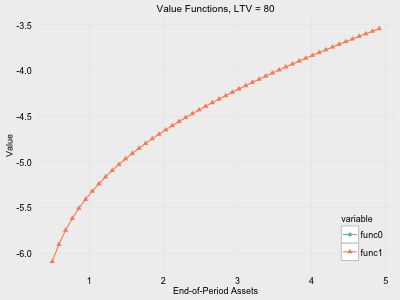 Value Functions, LTV = 80
-3.5
-4.0
-4.5
-5.0
-5.5
-6.0
Value
1 2 3 4 5
End-of-Period Assets
variable
func0
func1